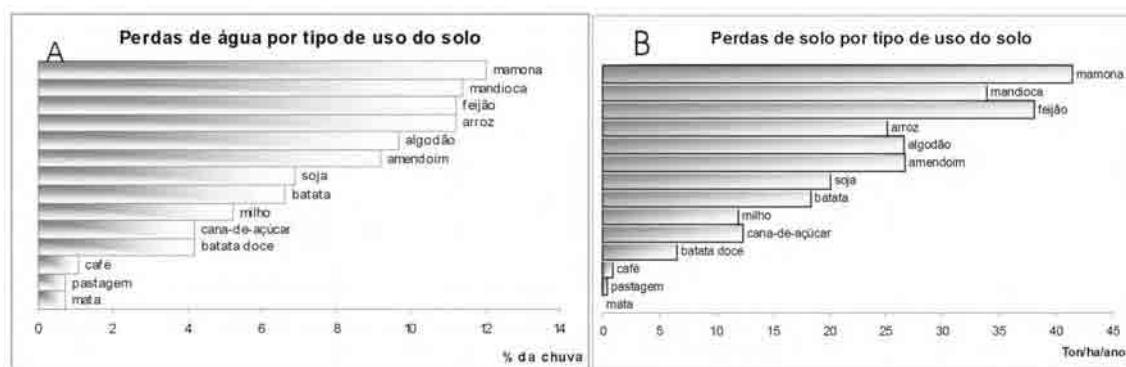 A
Perdas de água por tipo de uso do solo
mamona
mandioca
feijão
arroz
algodão
amendoim
soja
batata
milho
cana-de-açúcar
batata doce
café
pastagem
mata
0 2 4 6 8 10 12 14
% da chuva
B
Perdas de solo por tipo de uso do solo
mamona
mandioca
feijão
arroz
algodão
amendoim
soja
batata
milho
cana-de-açúcar
batata doce
café
pastagem
mata
0 5 10 15 20 25 30 35 40 45
Ton/ha/ano